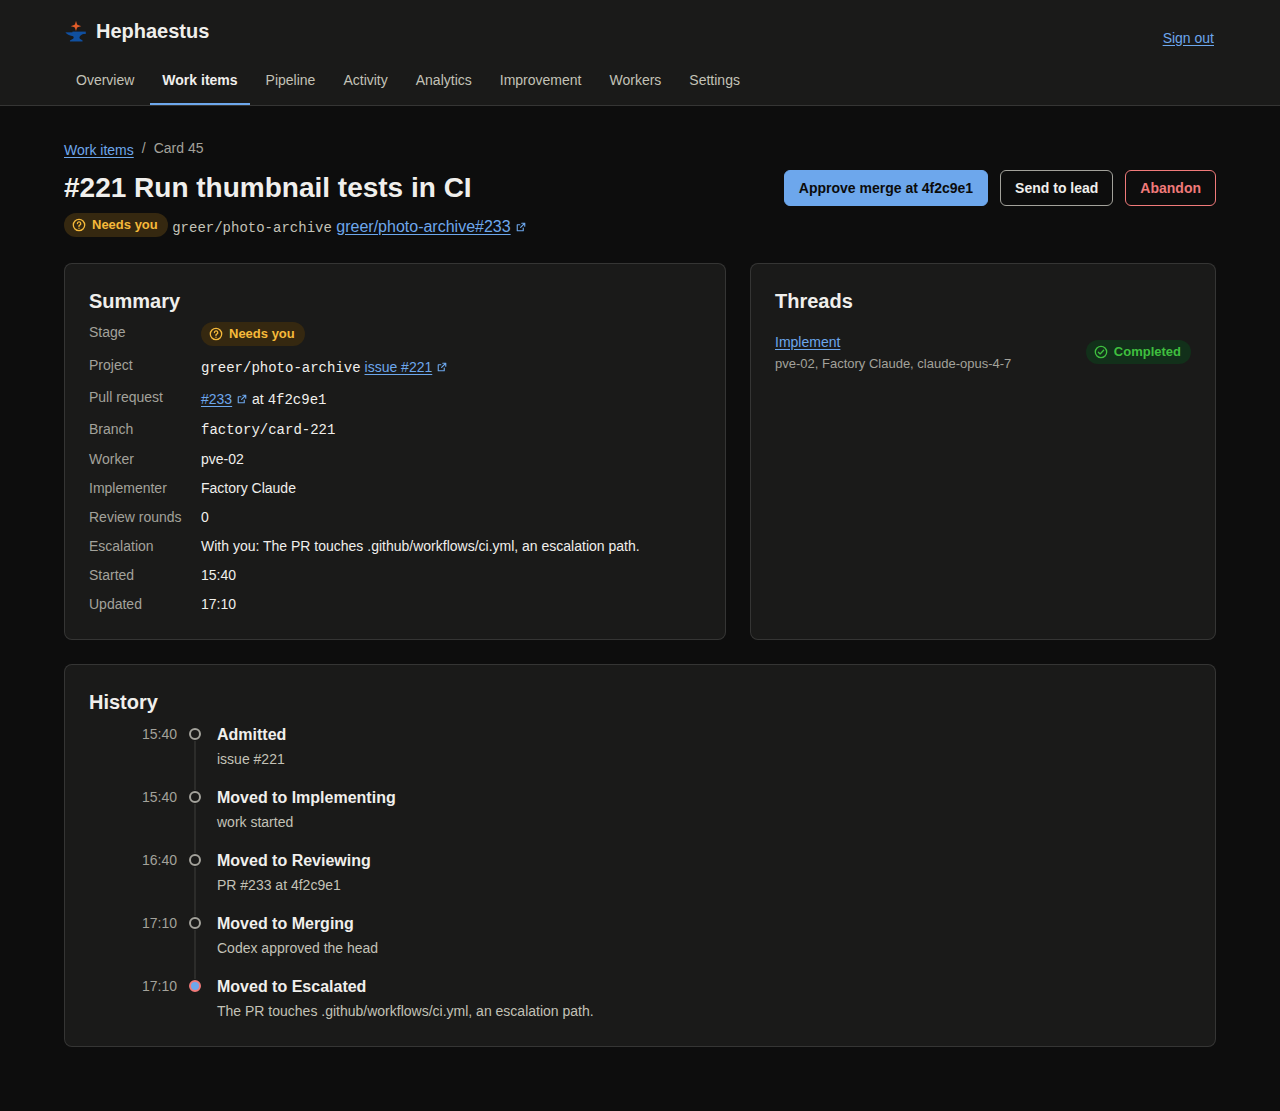 Hephaestus
Sign out
Overview Work items Pipeline Activity Analytics Improvement Workers Settings
Work items / Card 45
#221 Run thumbnail tests in CI
Approve merge at 4f2c9e1 Send to lead Abandon
Needs you greer/photo-archive greer/photo-archive#233
Summary
Stage Needs you
Project greer/photo-archive issue #221
Pull request #233 at 4f2c9e1
Branch factory/card-221
Worker pve-02
Implementer Factory Claude
Review rounds 0
Escalation With you: The PR touches .github/workflows/ci.yml, an escalation path.
Started 15:40
Updated 17:10
Threads
Implement
pve-02, Factory Claude, claude-opus-4-7
Completed
History
15:40 Admitted
issue #221
15:40 Moved to Implementing
work started
16:40 Moved to Reviewing
PR #233 at 4f2c9e1
17:10 Moved to Merging
Codex approved the head
17:10 Moved to Escalated
The PR touches .github/workflows/ci.yml, an escalation path.